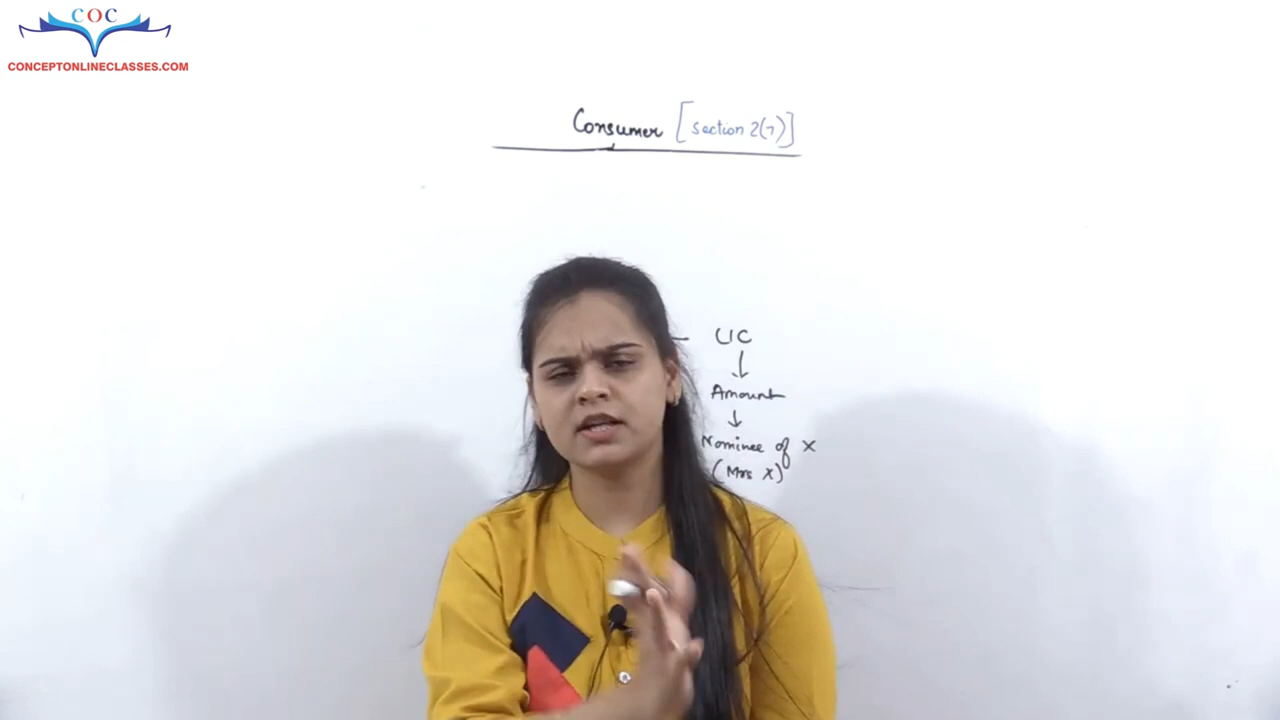 COC
CONCEPTONLINECLASSES.COM
Consumer [section 2(7)]
LIC
Amount
Nominee of X
(Mrs X)